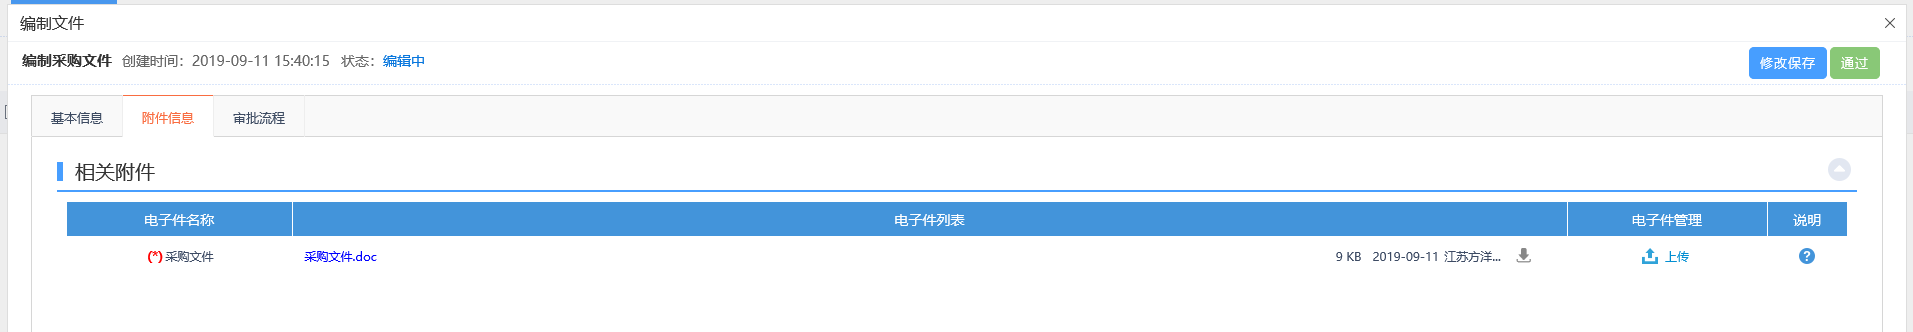 编制文件
编制采购文件 创建时间：2019-09-11 15:40:15 状态：编辑中 修改保存 通过
基本信息 附件信息 审批流程
相关附件
电子件名称 电子件列表 电子件管理 说明
(*)采购文件 采购文件.doc 9 KB 2019-09-11 江苏方洋... 上传